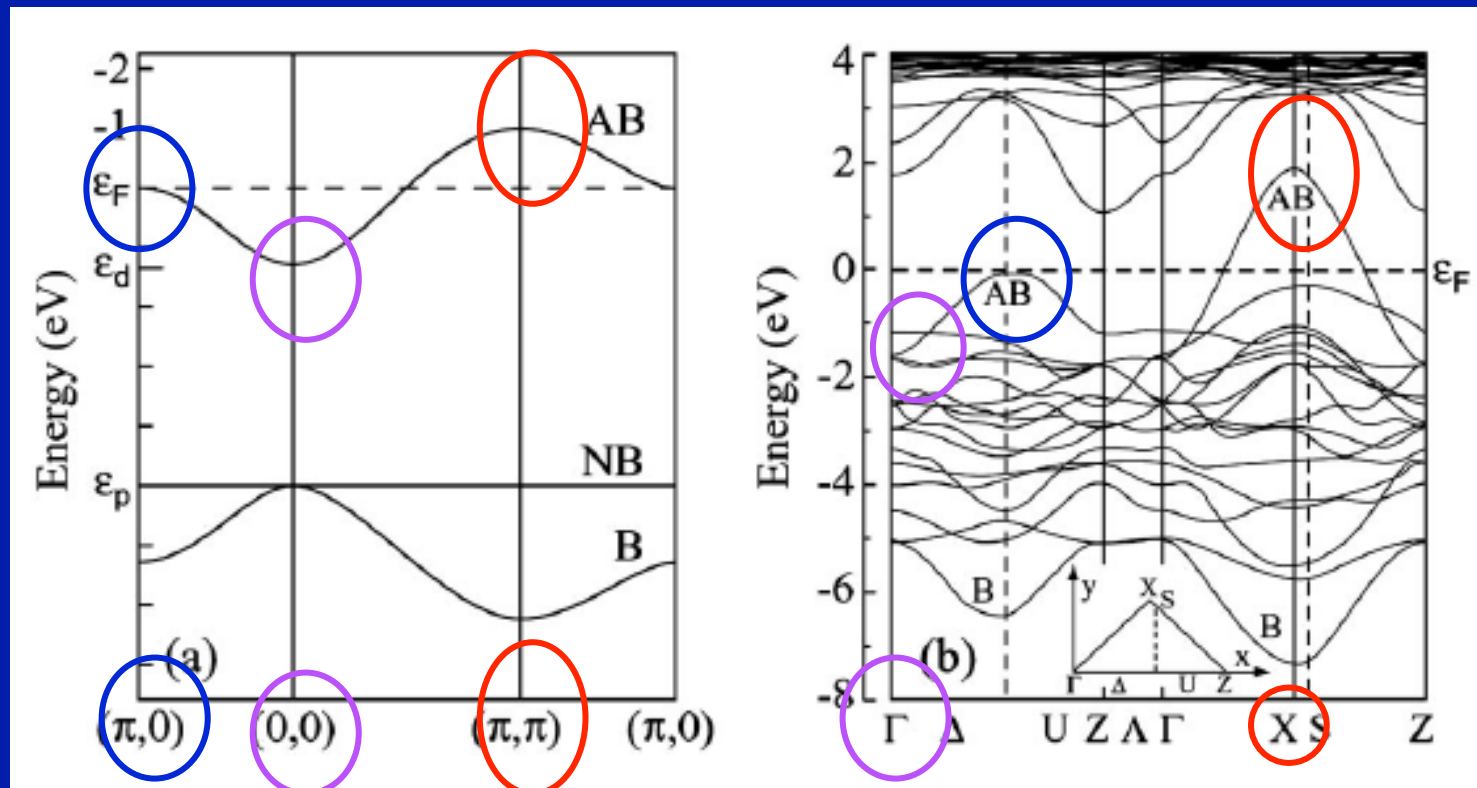 -2
-1
AB
εF
εd
Energy (eV)
NB
εp
B
(a)
(π,0)
(0,0)
(π,π)
(π,0)
4
2
AB
0
εF
AB
Energy (eV)
-2
-4
-6
B
y
X S
B
(b)
x
Γ Δ U Z
-8
Γ Δ U Z Λ Γ X S Z